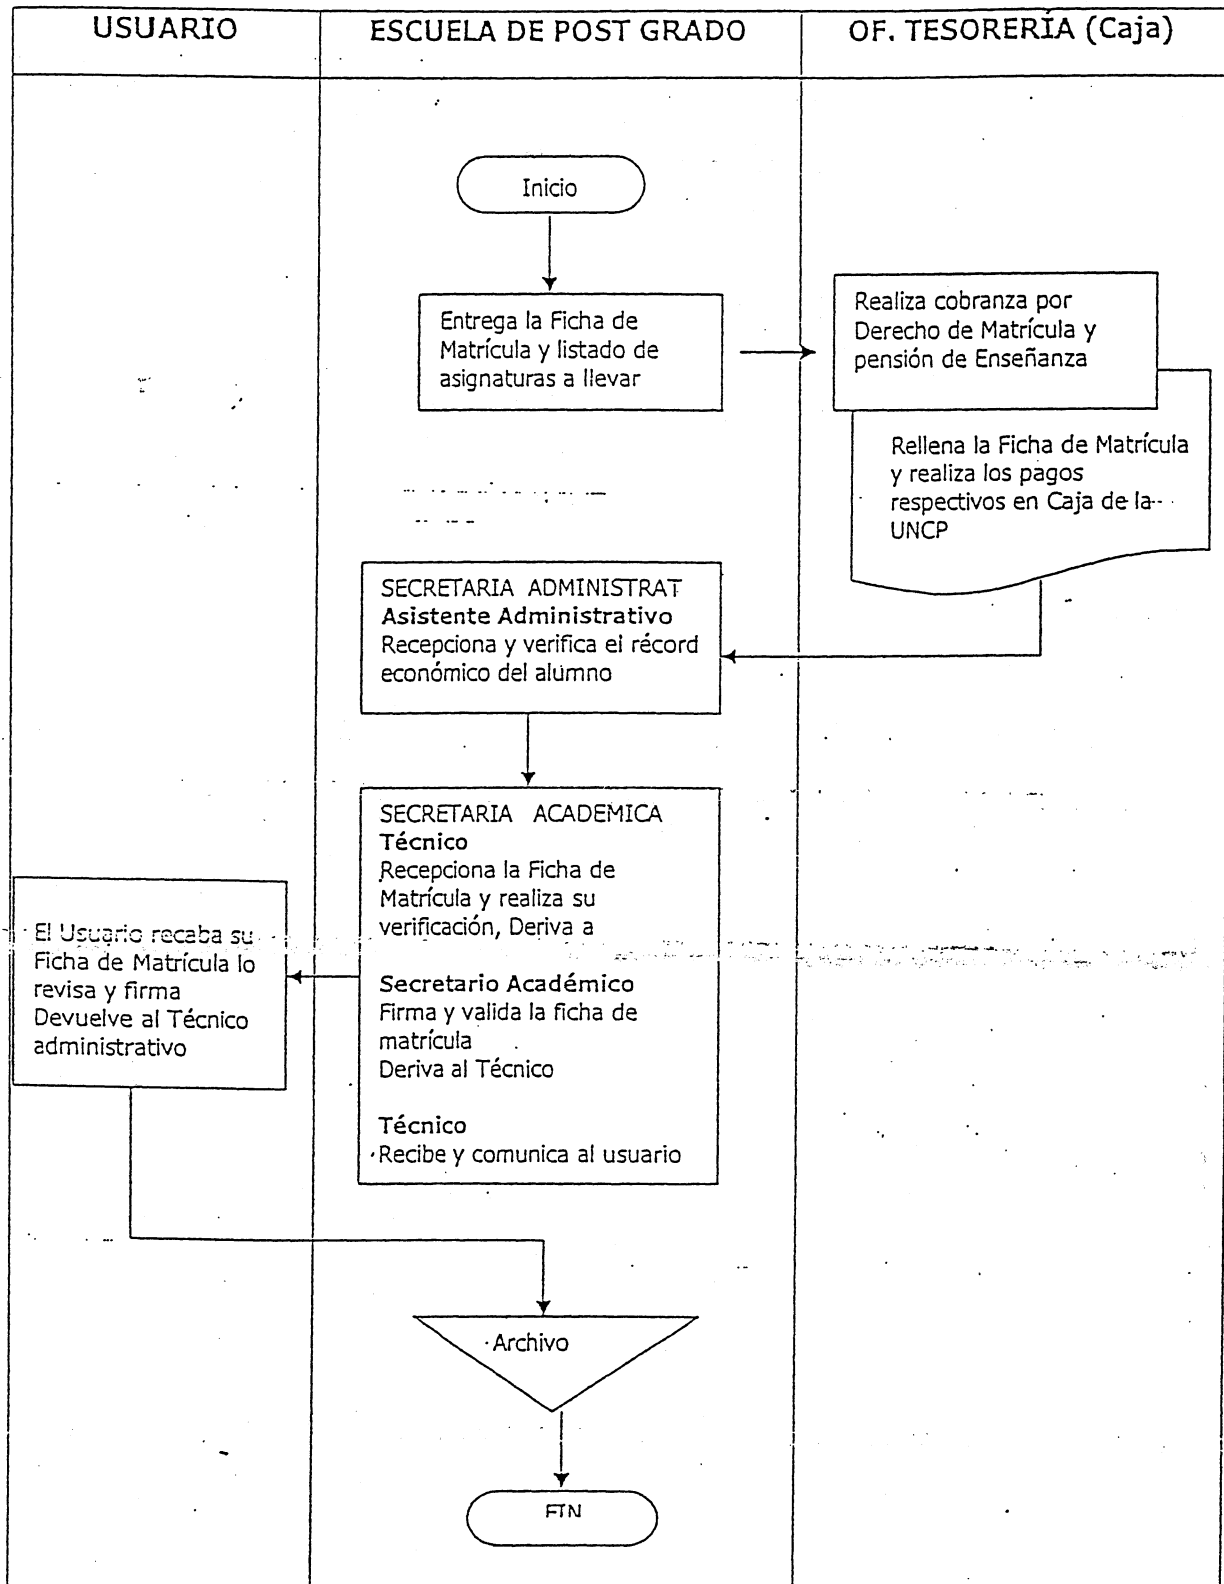 USUARIO
ESCUELA DE POST GRADO
OF. TESORERÍA (Caja)
Inicio
Entrega la Ficha de
Matrícula y listado de
asignaturas a llevar
Realiza cobranza por
Derecho de Matrícula y
pensión de Enseñanza
Rellena la Ficha de Matrícula
y realiza los pagos
respectivos en Caja de la
UNCP
SECRETARIA ADMINISTRAT
Asistente Administrativo
Recepciona y verifica el récord
económico del alumno
SECRETARIA ACADEMICA
Técnico
Recepciona la Ficha de
Matrícula y realiza su
verificación, Deriva a
Secretario Académico
Firma y valida la ficha de
matrícula
Deriva al Técnico
Técnico
Recibe y comunica al usuario
El Usuario recaba su
Ficha de Matrícula lo
revisa y firma
Devuelve al Técnico
administrativo
Archivo
FIN